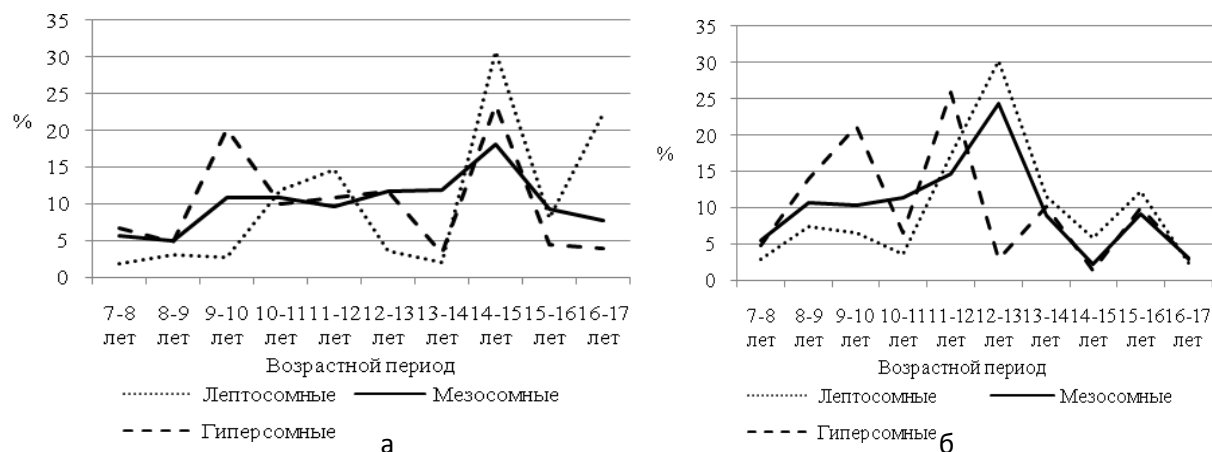 35
30
25
20
15
10
5
0
%
7-8 8-9 9-10 10-11 11-12 12-13 13-14 14-15 15-16 16-17
лет лет лет лет лет лет лет лет лет лет
Возрастной период
Лептосомные Мезосомные
Гиперсомные
а
35
30
25
20
15
10
5
0
%
7-8 8-9 9-10 10-11 11-12 12-13 13-14 14-15 15-16 16-17
лет лет лет лет лет лет лет лет лет лет
Возрастной период
Лептосомные Мезосомные
Гиперсомные
б